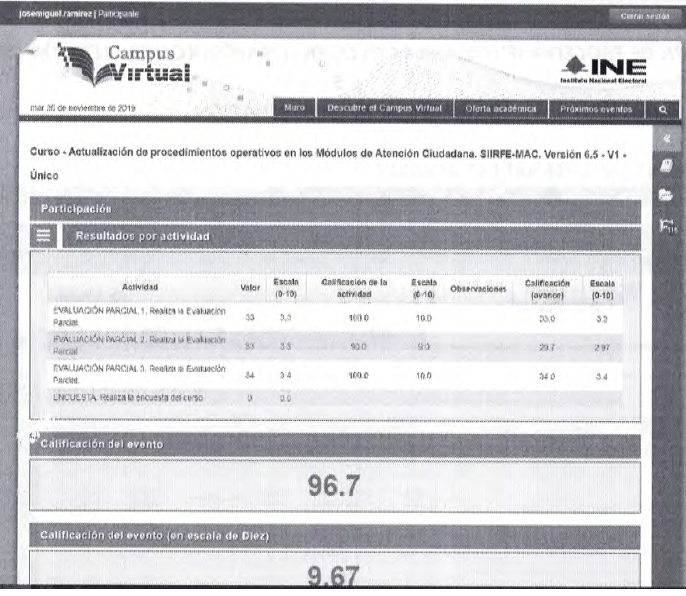 josemiguel.ramirez | Participante
Cerrar sesión
Campus
Virtual
INE
Instituto Nacional Electoral
mar 26 de noviembre de 2019
Muro
Descubre el Campus Virtual
Oferta académica
Próximos eventos
Curso - Actualización de procedimientos operativos en los Módulos de Atención Ciudadana. SIIRFE-MAC. Versión 6.5 - V1 -
Único
Participación
Resultados por actividad
Actividad Valor Escala (0-10) Calificación de la actividad Escala (0-10) Observaciones Calificación (avance) Escala (0-10)
EVALUACIÓN PARCIAL 1. Realiza la Evaluación Parcial. 33 3.3 100.0 10.0 33.0 3.3
EVALUACIÓN PARCIAL 2. Realiza la Evaluación Parcial. 33 3.3 90.0 9.0 29.7 2.97
EVALUACIÓN PARCIAL 3. Realiza la Evaluación Parcial. 34 3.4 100.0 10.0 34.0 3.4
ENCUESTA. Realiza la encuesta del curso 0 0.0
Calificación del evento
96.7
Calificación del evento (en escala de Diez)
9.67